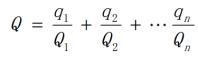 Q = q₁/Q₁ + q₂/Q₂ + ⋯ qₙ/Qₙ